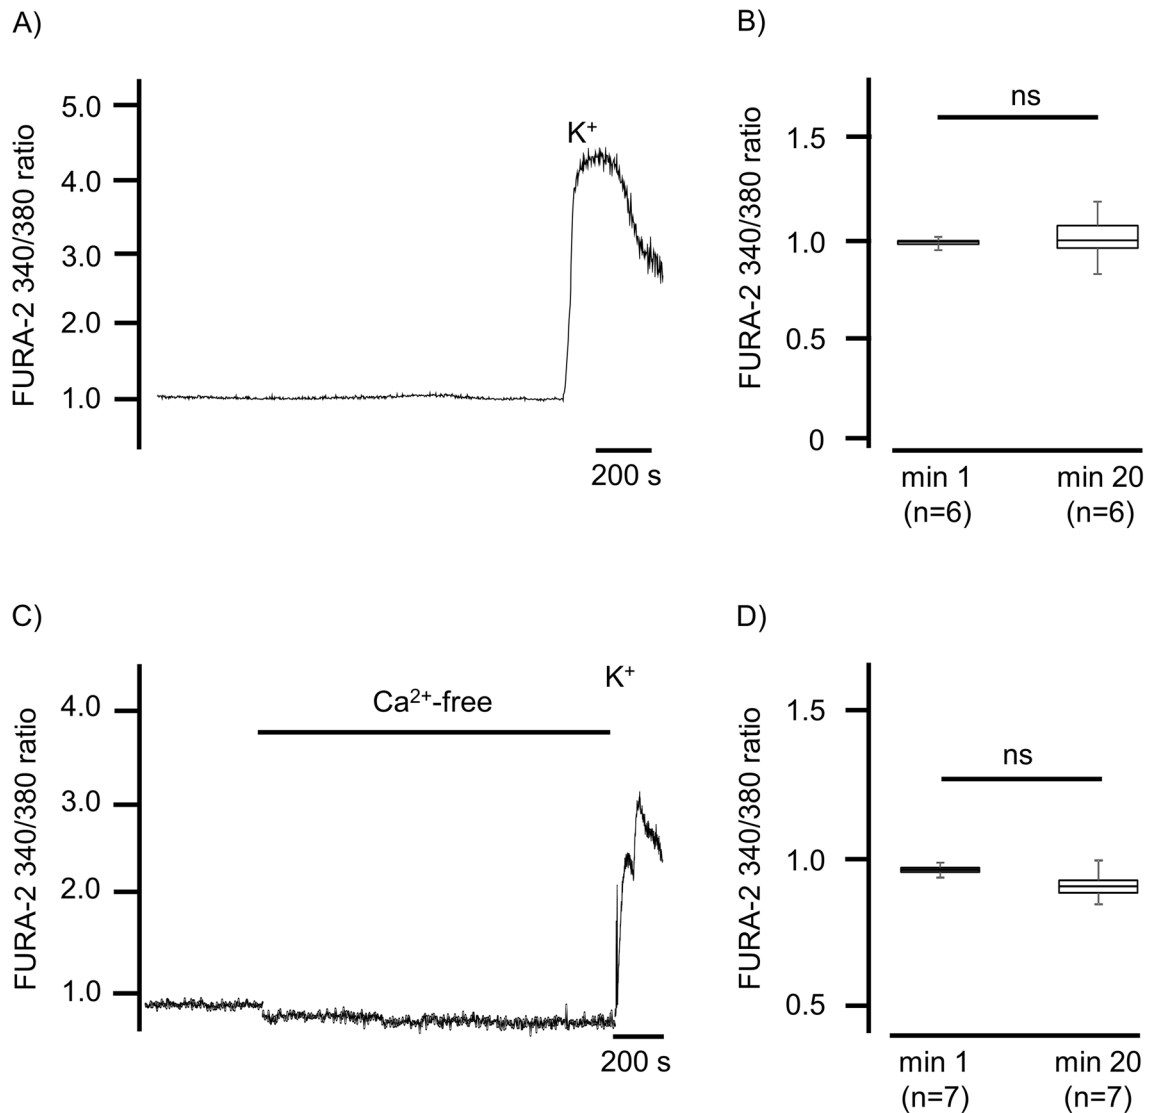 A)
FURA-2 340/380 ratio
5.0
4.0
3.0
2.0
1.0
K⁺
200 s
B)
FURA-2 340/380 ratio
1.5
1.0
0.5
0
ns
min 1
(n=6)
min 20
(n=6)
C)
FURA-2 340/380 ratio
4.0
3.0
2.0
1.0
Ca²⁺-free
K⁺
200 s
D)
FURA-2 340/380 ratio
1.5
1.0
0.5
ns
min 1
(n=7)
min 20
(n=7)